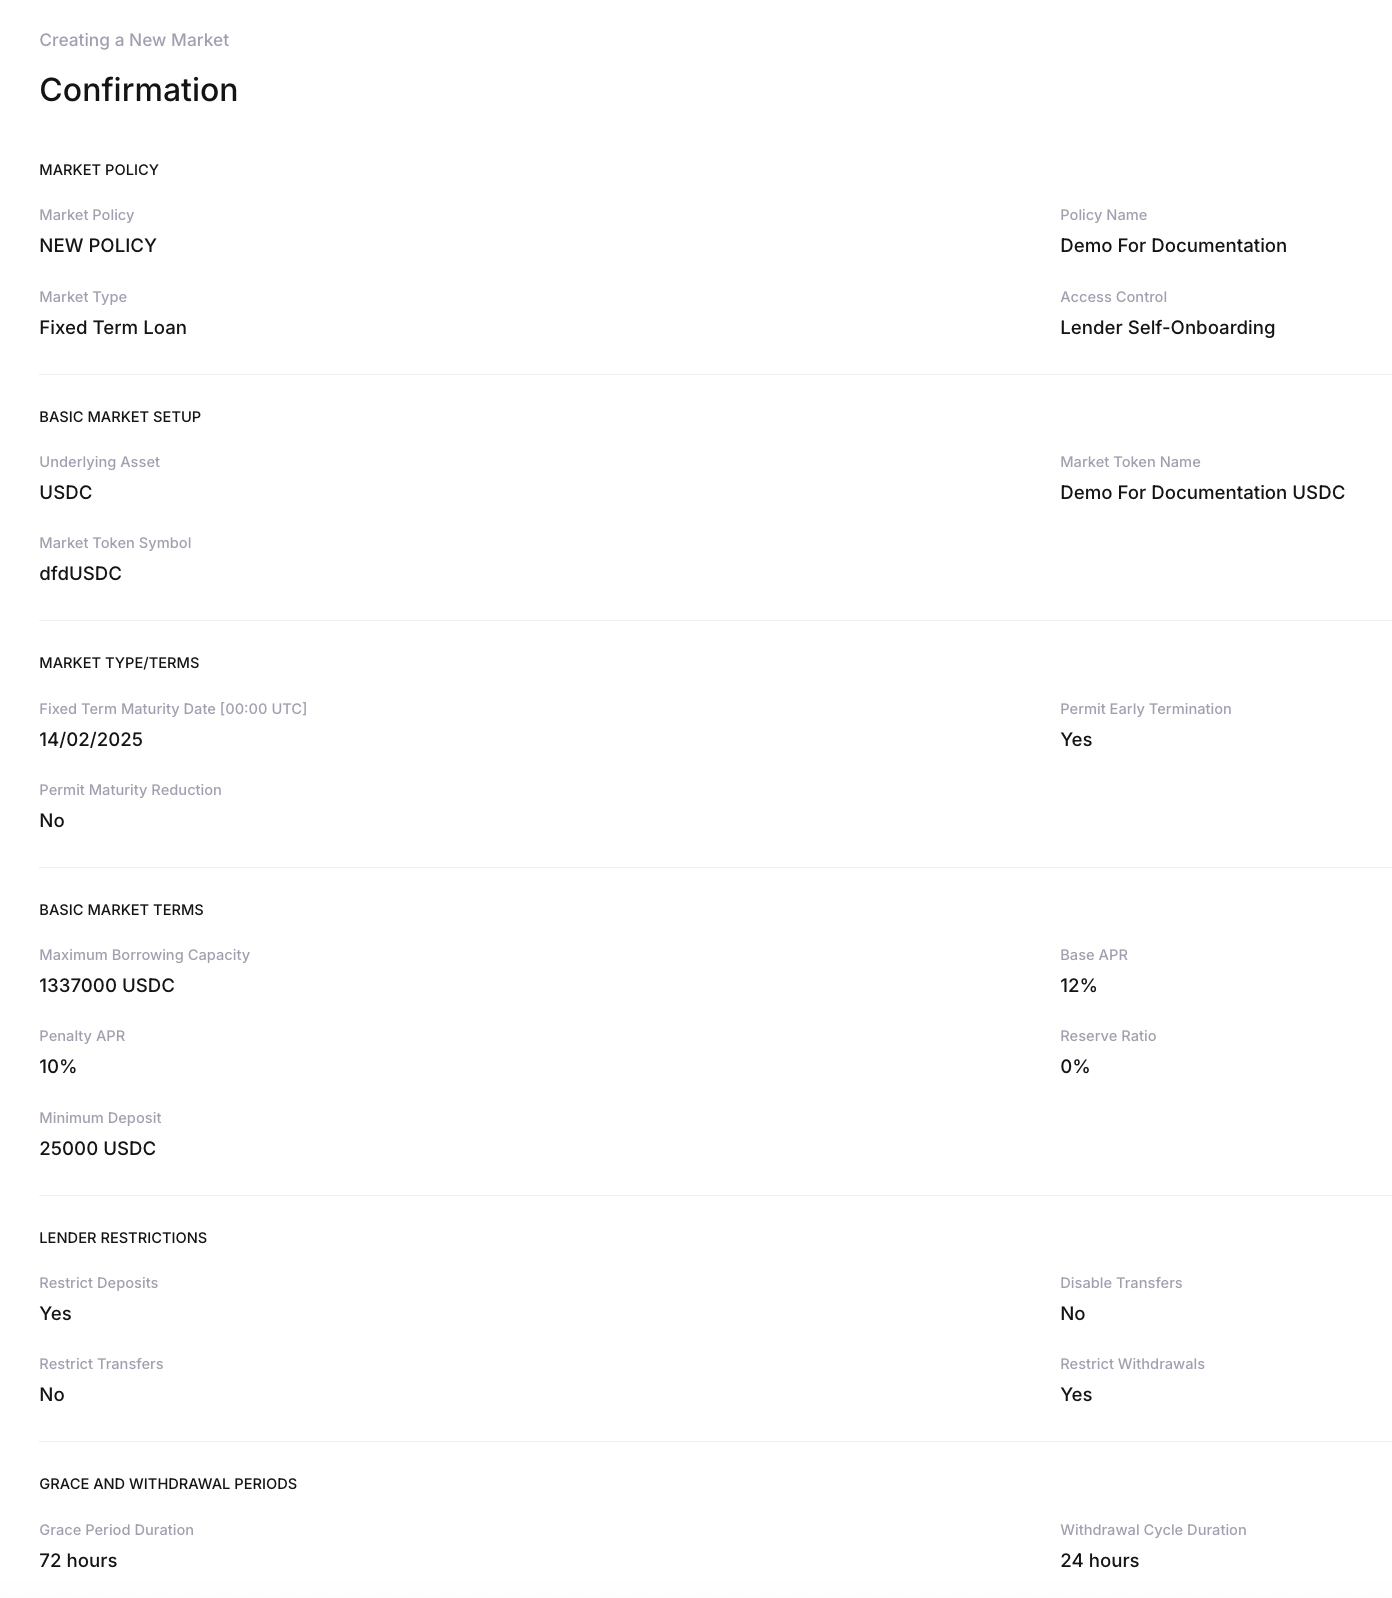 Creating a New Market
Confirmation
MARKET POLICY
Market Policy
NEW POLICY
Policy Name
Demo For Documentation
Market Type
Fixed Term Loan
Access Control
Lender Self-Onboarding
BASIC MARKET SETUP
Underlying Asset
USDC
Market Token Name
Demo For Documentation USDC
Market Token Symbol
dfdUSDC
MARKET TYPE/TERMS
Fixed Term Maturity Date [00:00 UTC]
14/02/2025
Permit Early Termination
Yes
Permit Maturity Reduction
No
BASIC MARKET TERMS
Maximum Borrowing Capacity
1337000 USDC
Base APR
12%
Penalty APR
10%
Reserve Ratio
0%
Minimum Deposit
25000 USDC
LENDER RESTRICTIONS
Restrict Deposits
Yes
Disable Transfers
No
Restrict Transfers
No
Restrict Withdrawals
Yes
GRACE AND WITHDRAWAL PERIODS
Grace Period Duration
72 hours
Withdrawal Cycle Duration
24 hours